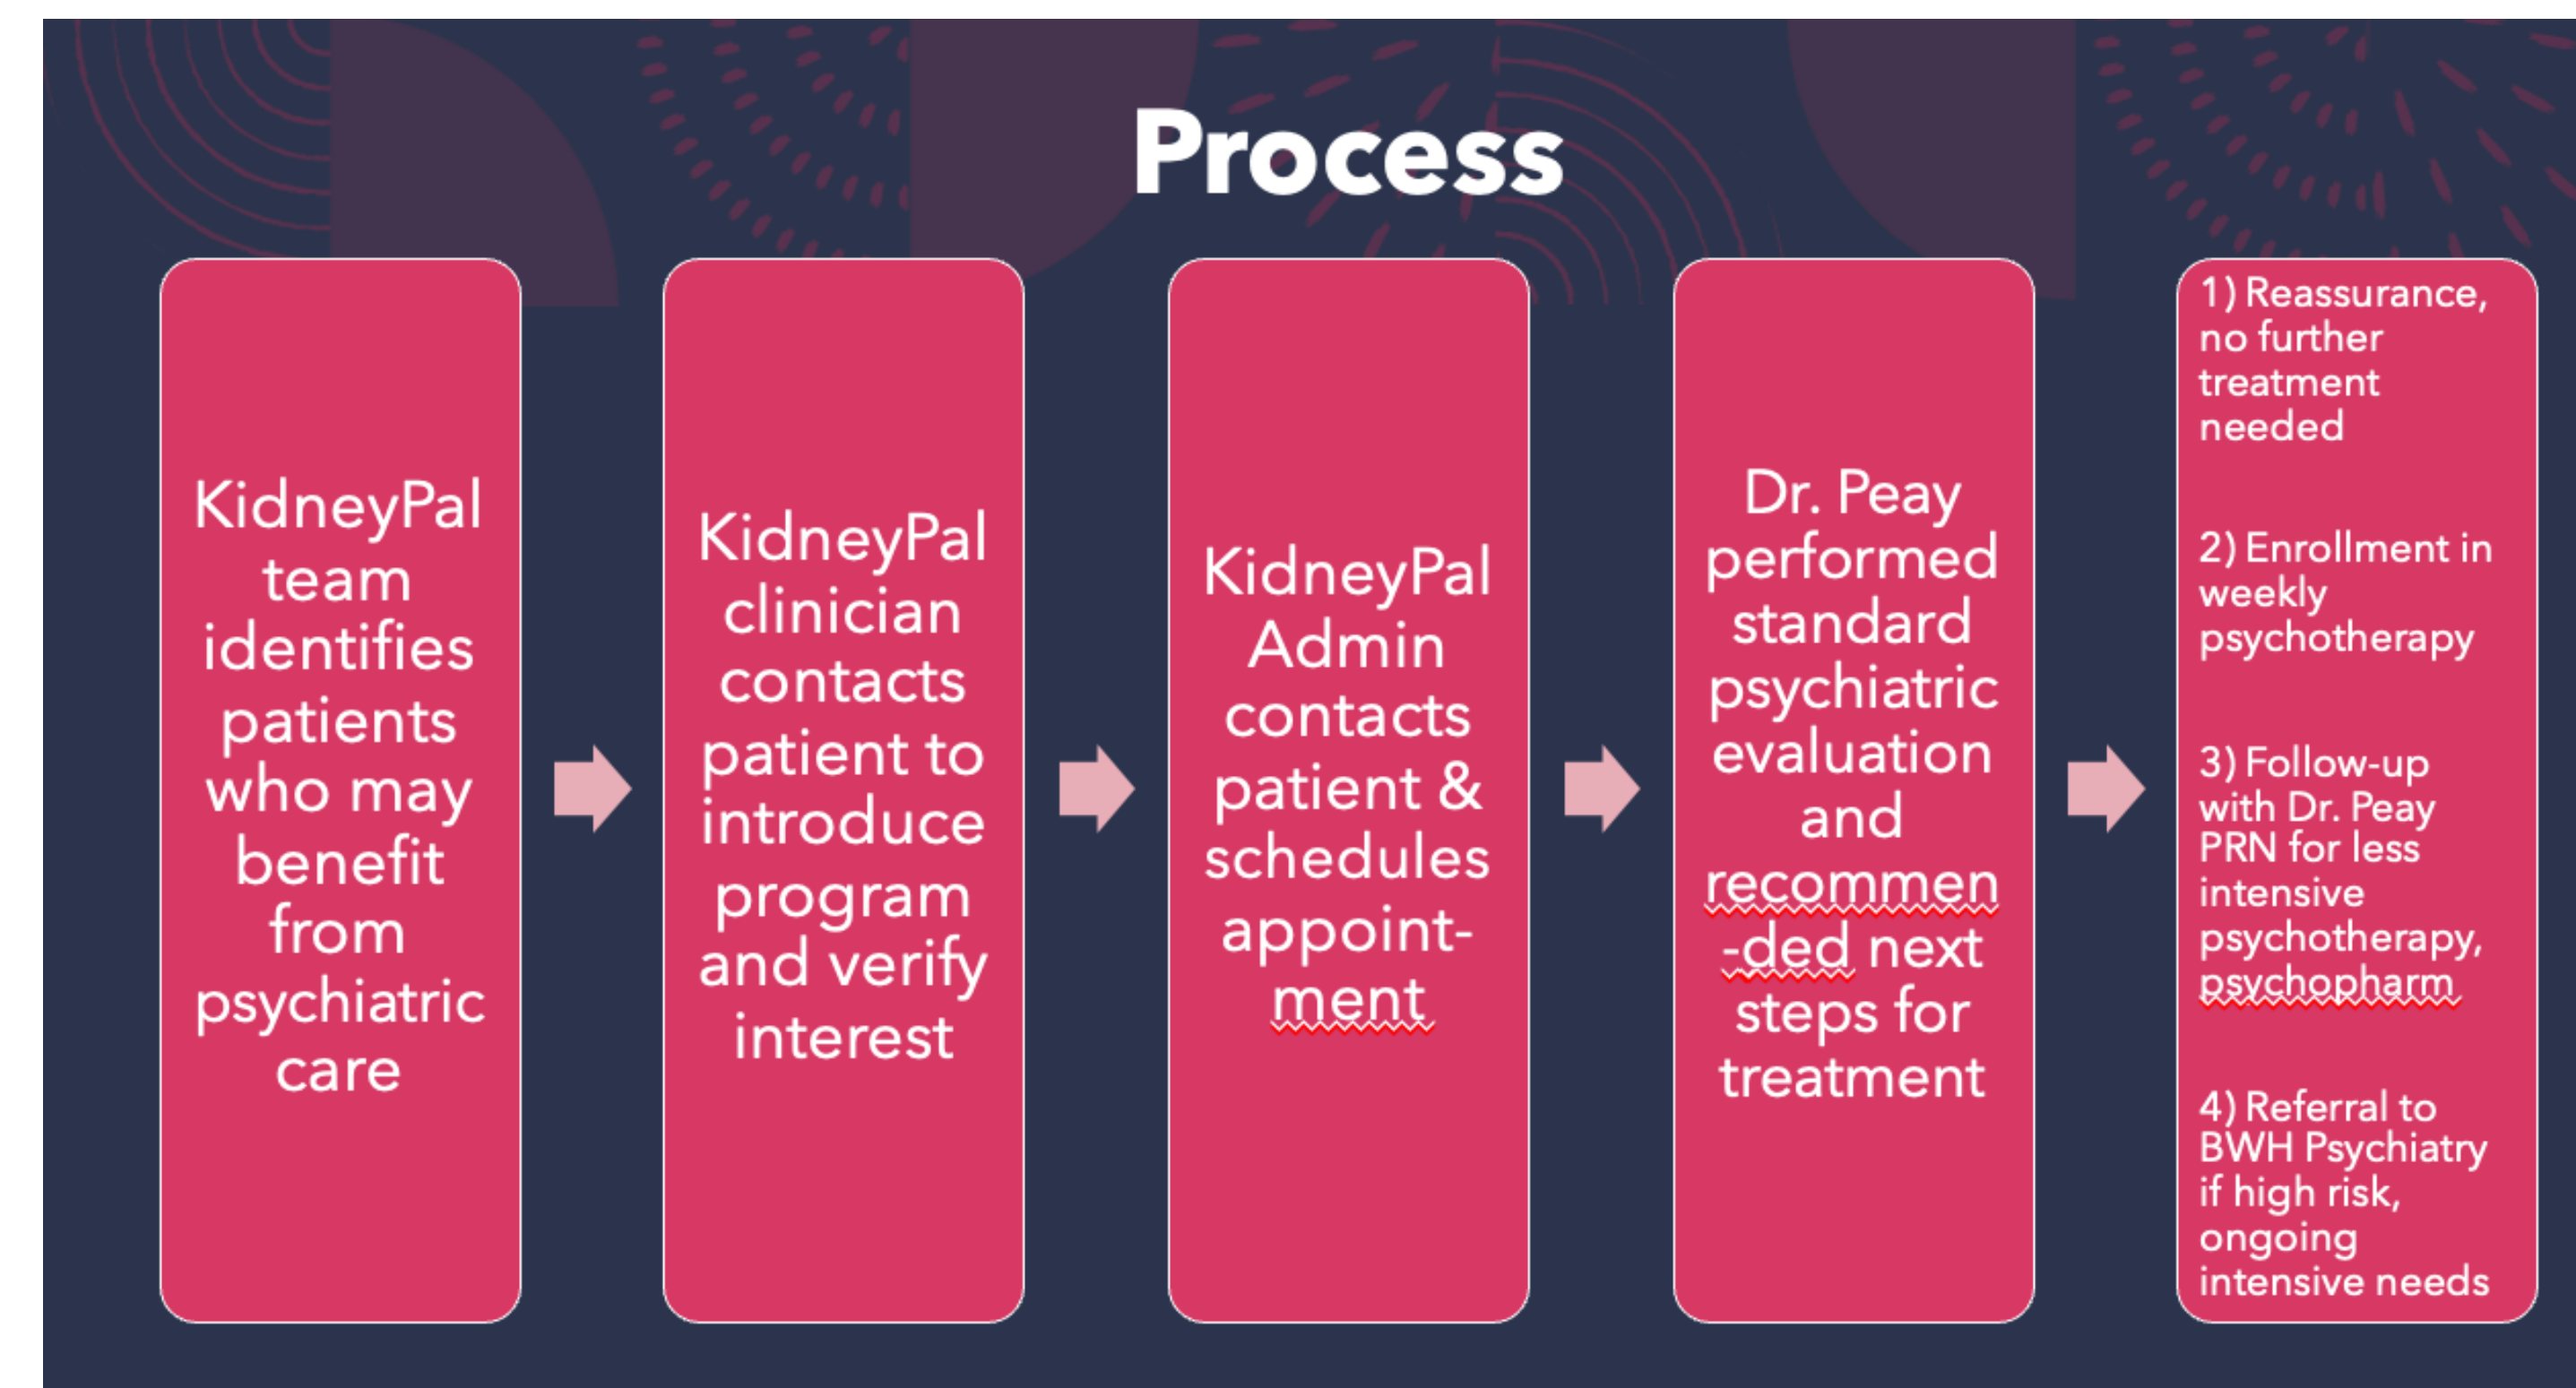 Process
KidneyPal
team
identifies
patients
who may
benefit
from
psychiatric
care
KidneyPal
clinician
contacts
patient to
introduce
program
and verify
interest
KidneyPal
Admin
contacts
patient &
schedules
appoint-
ment
Dr. Peay
performed
standard
psychiatric
evaluation
and
recommen
-ded next
steps for
treatment
1) Reassurance,
no further
treatment
needed
2) Enrollment in
weekly
psychotherapy
3) Follow-up
with Dr. Peay
PRN for less
intensive
psychotherapy,
psychopharm
4) Referral to
BWH Psychiatry
if high risk,
ongoing
intensive needs